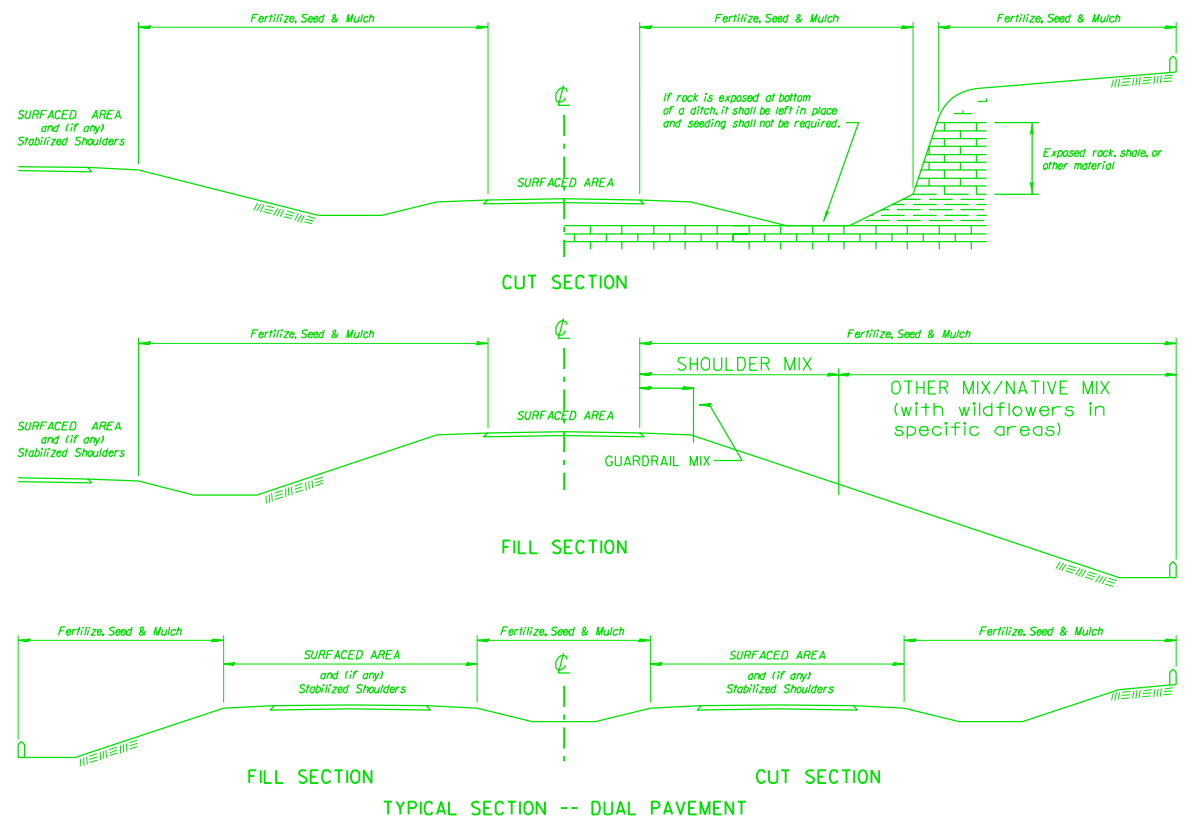 Fertilize, Seed & Mulch
Fertilize, Seed & Mulch
Fertilize, Seed & Mulch
SURFACED AREA
and (if any)
Stabilized Shoulders
℄
If rock is exposed at bottom
of a ditch, it shall be left in place
and seeding shall not be required.
Exposed rock, shale, or
other material
SURFACED AREA
CUT SECTION
Fertilize, Seed & Mulch
℄
Fertilize, Seed & Mulch
SHOULDER MIX
OTHER MIX/NATIVE MIX
(with wildflowers in
specific areas)
SURFACED AREA
and (if any)
Stabilized Shoulders
SURFACED AREA
GUARDRAIL MIX
FILL SECTION
Fertilize, Seed & Mulch
Fertilize, Seed & Mulch
Fertilize, Seed & Mulch
SURFACED AREA
and (if any)
Stabilized Shoulders
℄
SURFACED AREA
and (if any)
Stabilized Shoulders
FILL SECTION
CUT SECTION
TYPICAL SECTION -- DUAL PAVEMENT